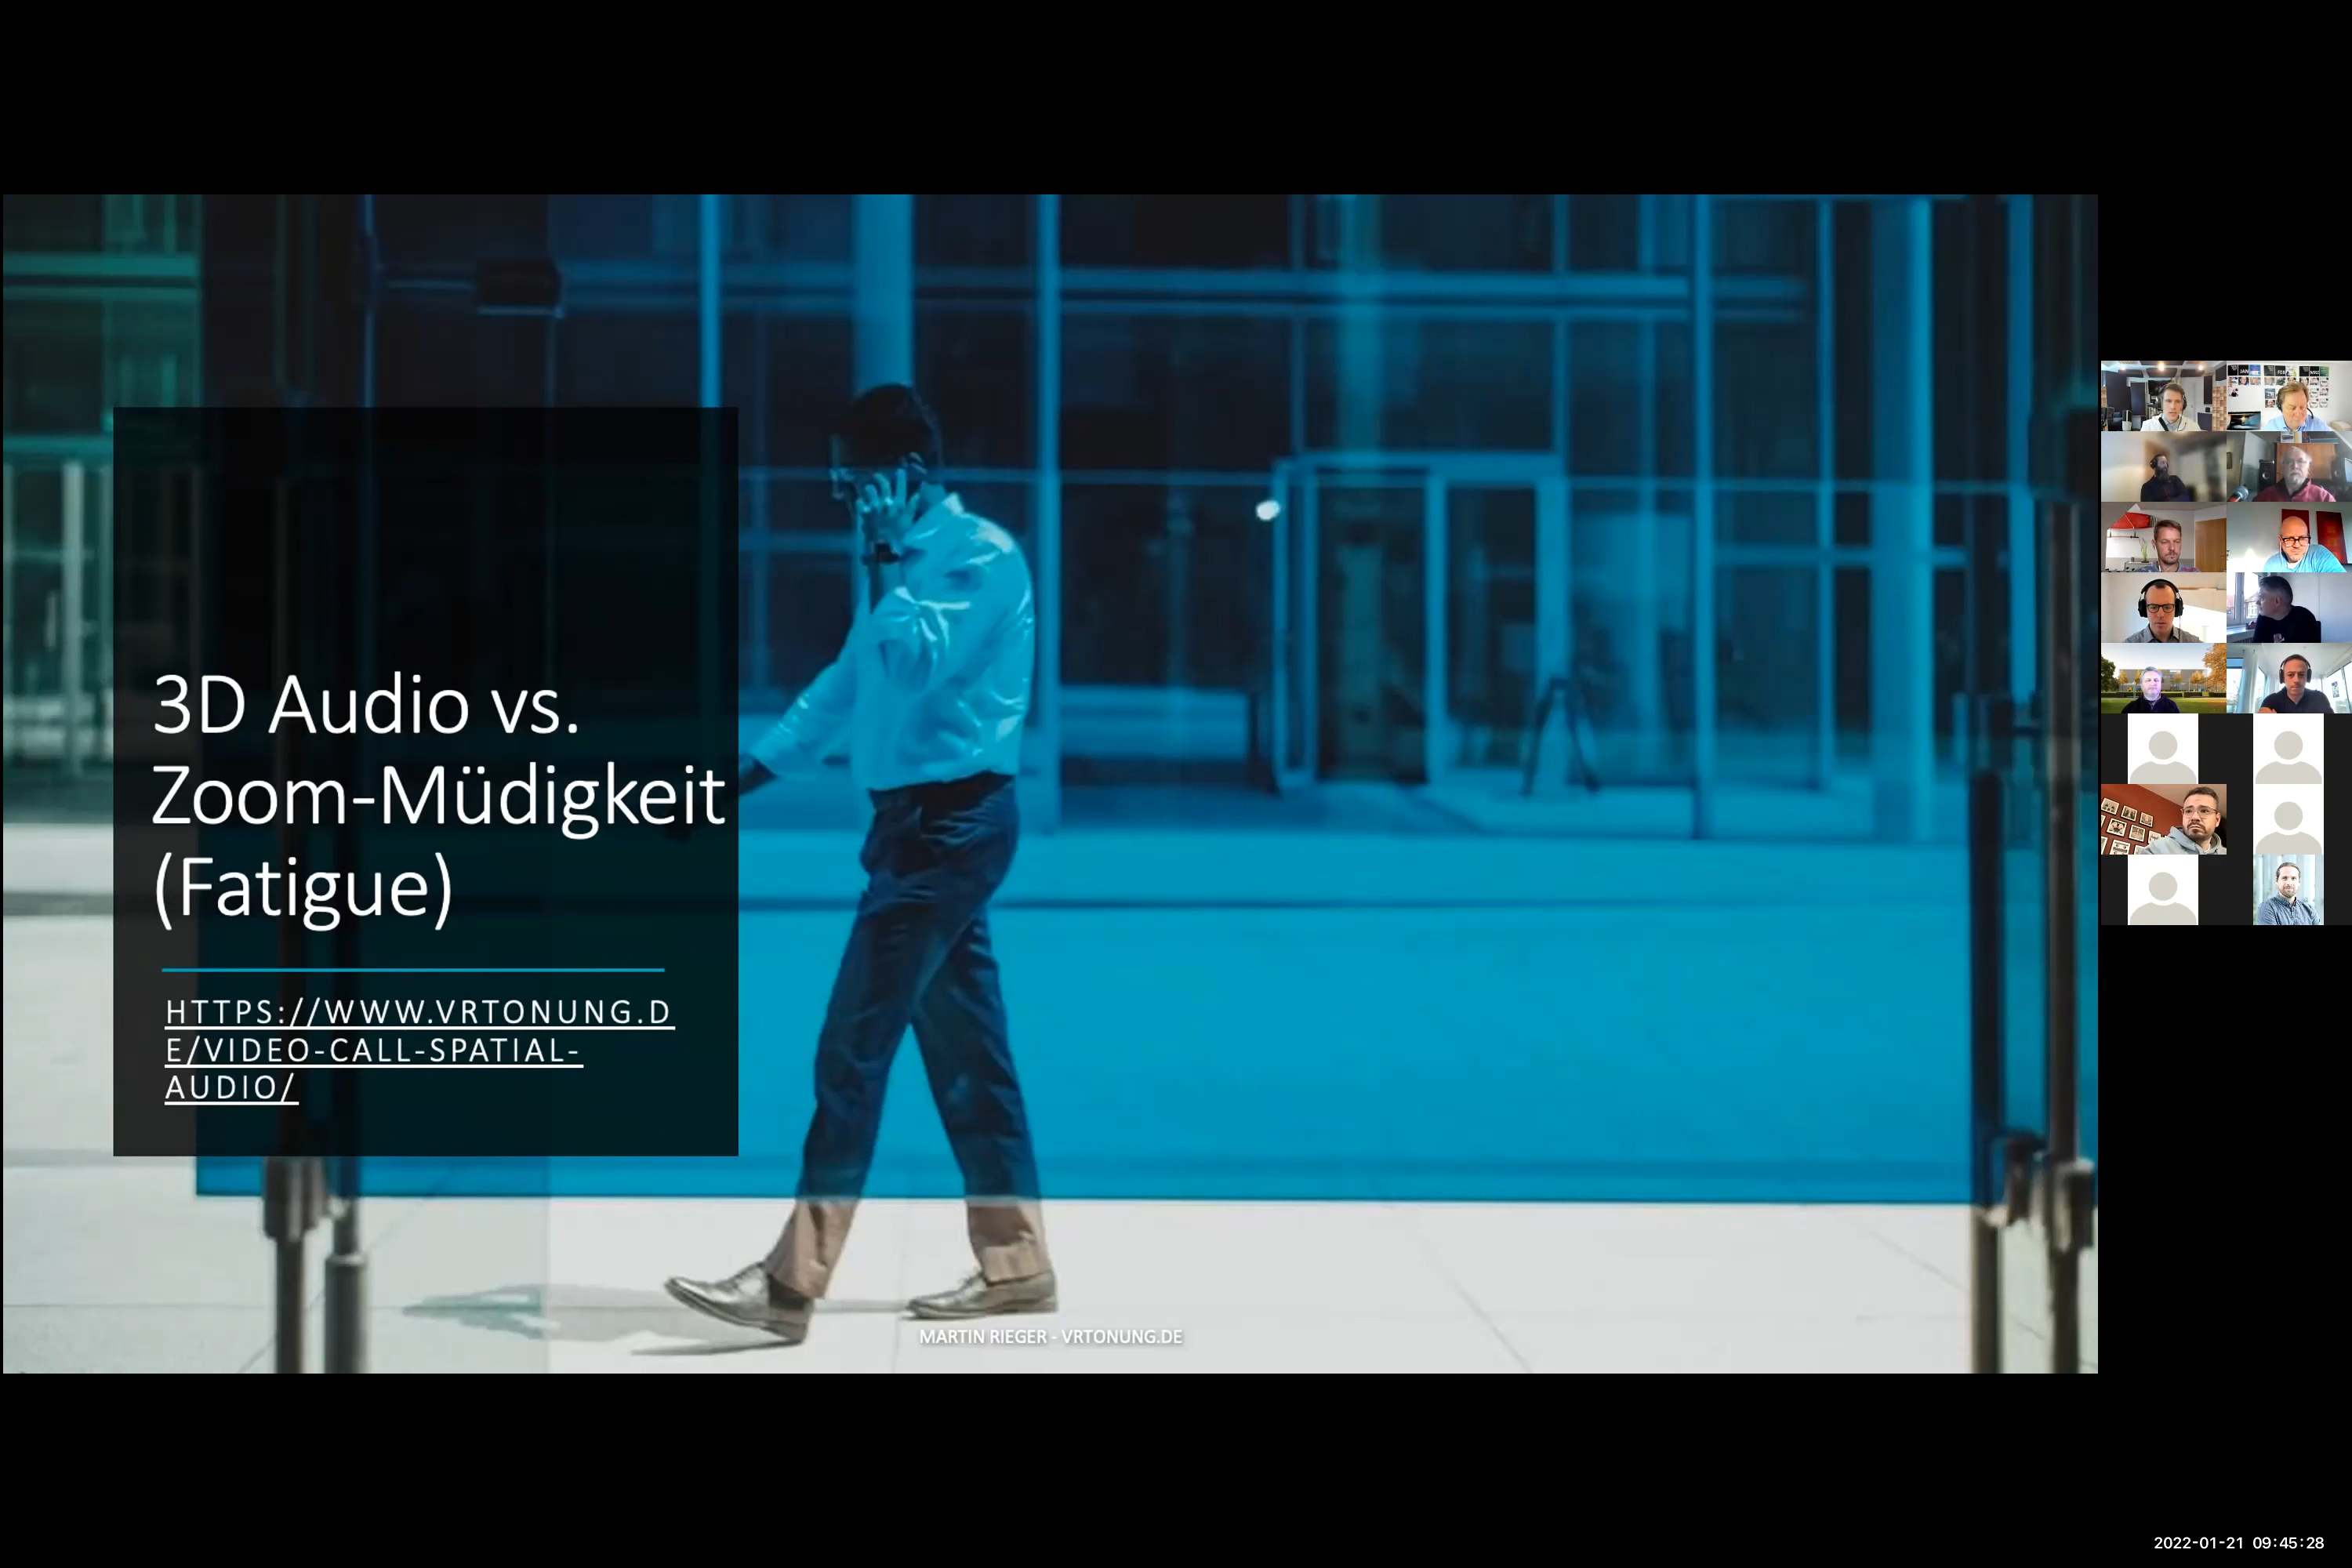 3D Audio vs.
Zoom-Müdigkeit
(Fatigue)
HTTPS://WWW.VRTONUNG.D
E/VIDEO-CALL-SPATIAL-
AUDIO/
MARTIN RIEGER - VRTONUNG.DE
2022-01-21 09:45:28